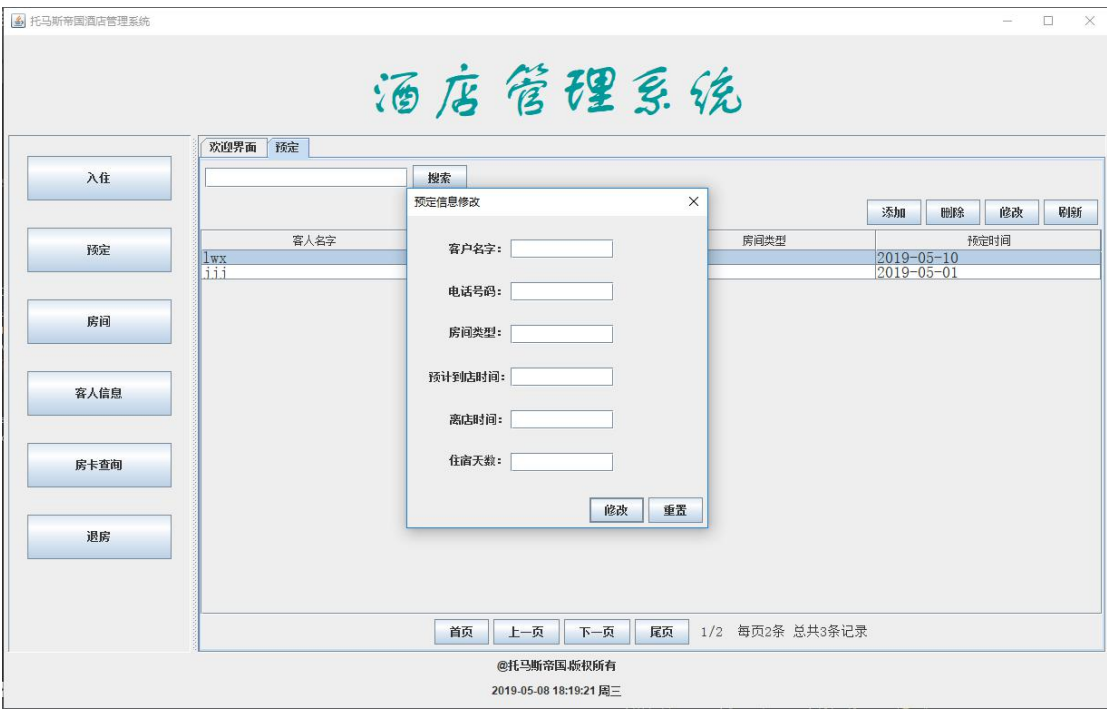 托马斯帝国酒店管理系统
酒店管理系统
入住
预定
房间
客人信息
房卡查询
退房
欢迎界面 预定
搜索
添加 删除 修改 刷新
客人名字 房间类型 预定时间
lwx 2019-05-10
jjj 2019-05-01
预定信息修改
客户名字：
电话号码：
房间类型：
预计到店时间：
离店时间：
住宿天数：
修改 重置
首页 上一页 下一页 尾页 1/2 每页2条 总共3条记录
@托马斯帝国.版权所有
2019-05-08 18:19:21 周三